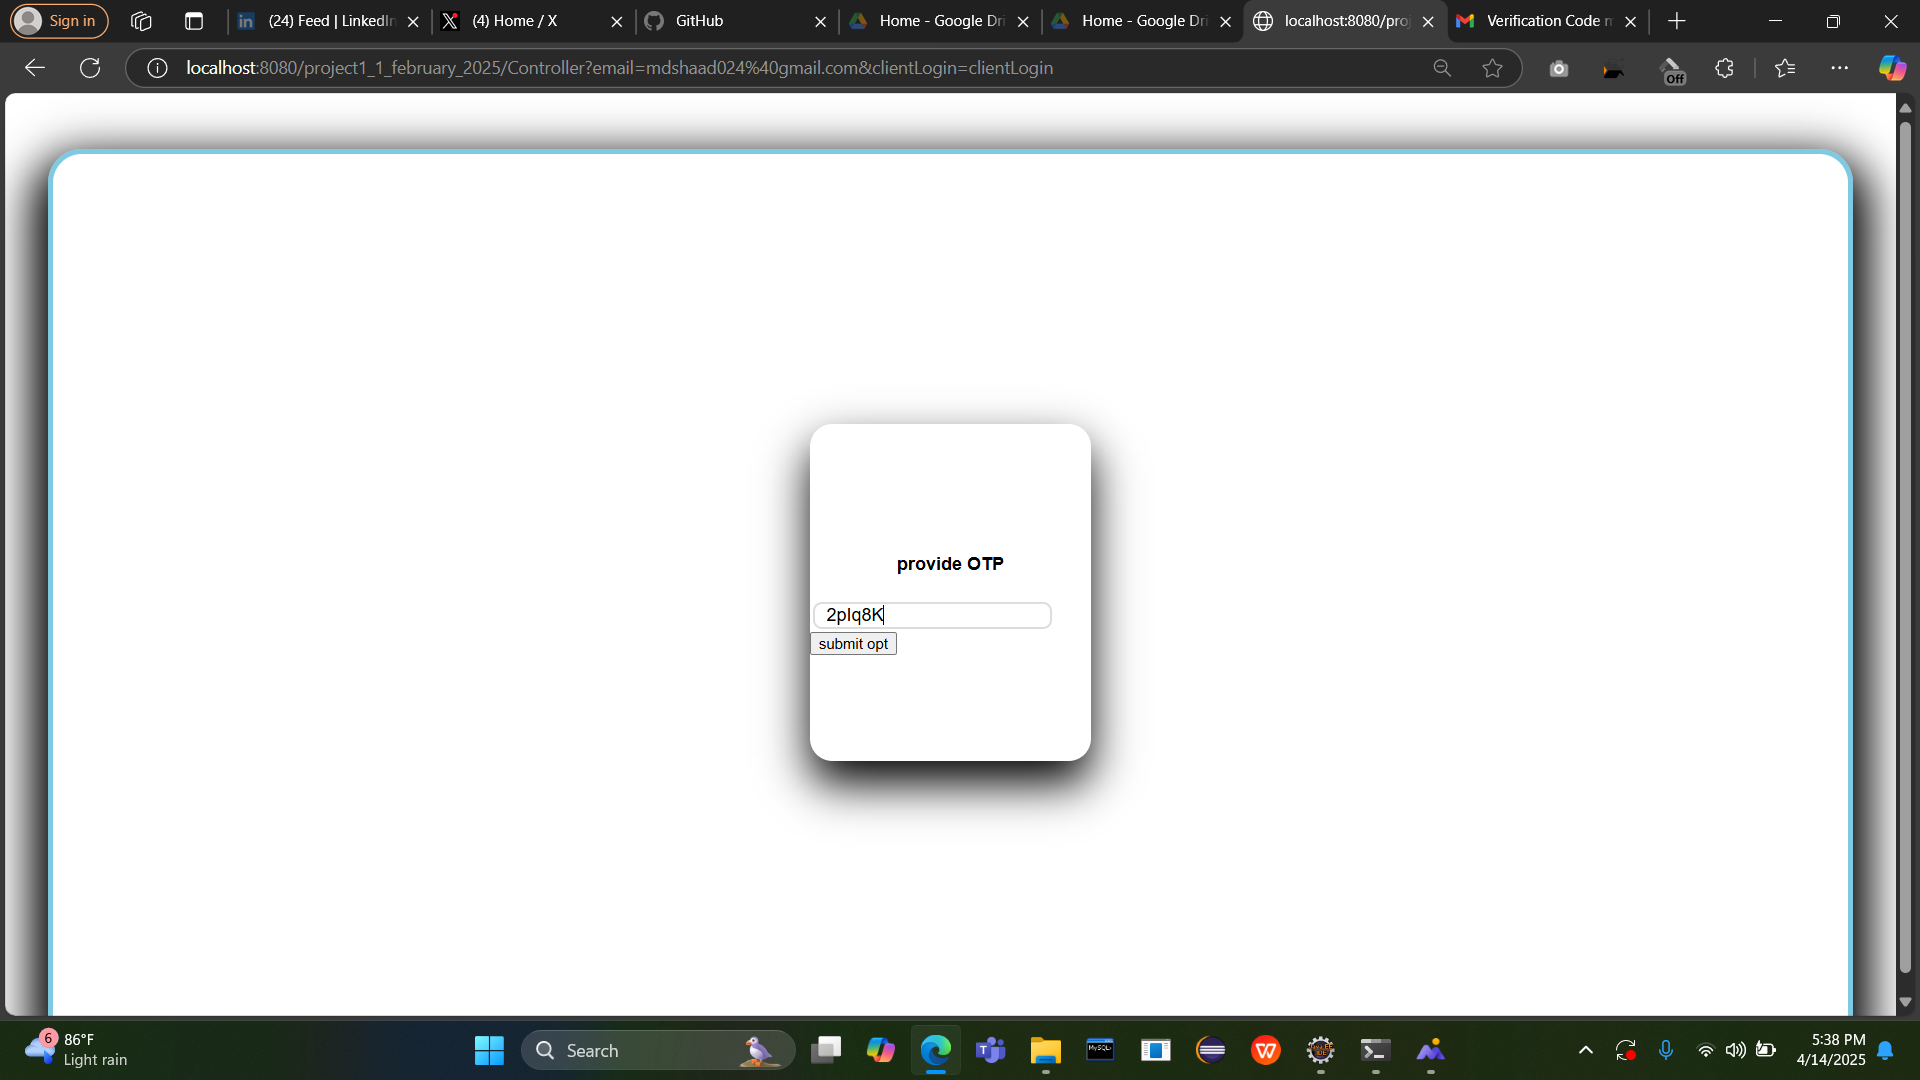 Sign in
(24) Feed | LinkedIn
(4) Home / X
GitHub
Home - Google Dri
Home - Google Dri
localhost:8080/proj
Verification Code m
localhost:8080/project1_1_february_2025/Controller?email=mdshaad024%40gmail.com&clientLogin=clientLogin
Off
provide OTP
2pIq8K
submit opt
6
86°F
Light rain
Search
MySQL
5:38 PM
4/14/2025